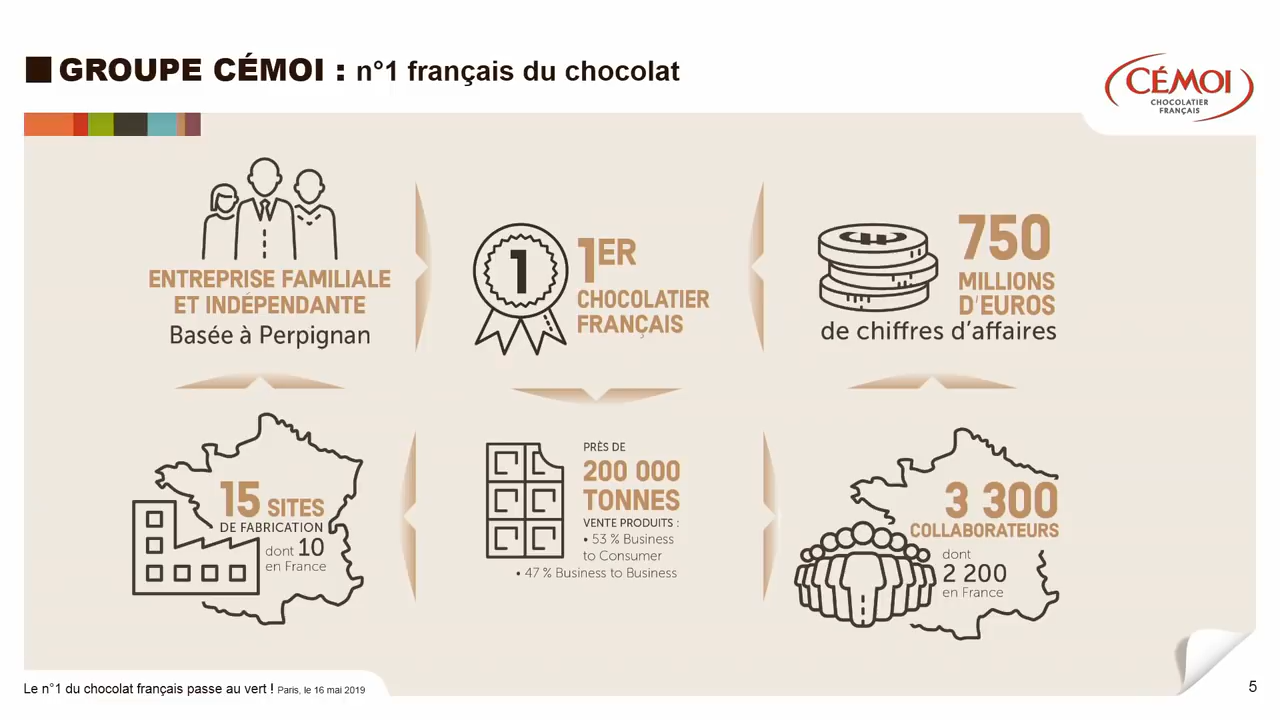 GROUPE CÉMOI : n°1 français du chocolat
CÉMOI
CHOCOLATIER
FRANÇAIS
ENTREPRISE FAMILIALE
ET INDÉPENDANTE
Basée à Perpignan
1
1ER
CHOCOLATIER
FRANÇAIS
750
MILLIONS
D'EUROS
de chiffres d'affaires
15 SITES
DE FABRICATION
dont 10
en France
PRÈS DE
200 000
TONNES
VENTE PRODUITS :
• 53 % Business
to Consumer
• 47 % Business to Business
3 300
COLLABORATEURS
dont
2 200
en France
Le n°1 du chocolat français passe au vert ! Paris, le 16 mai 2019
5